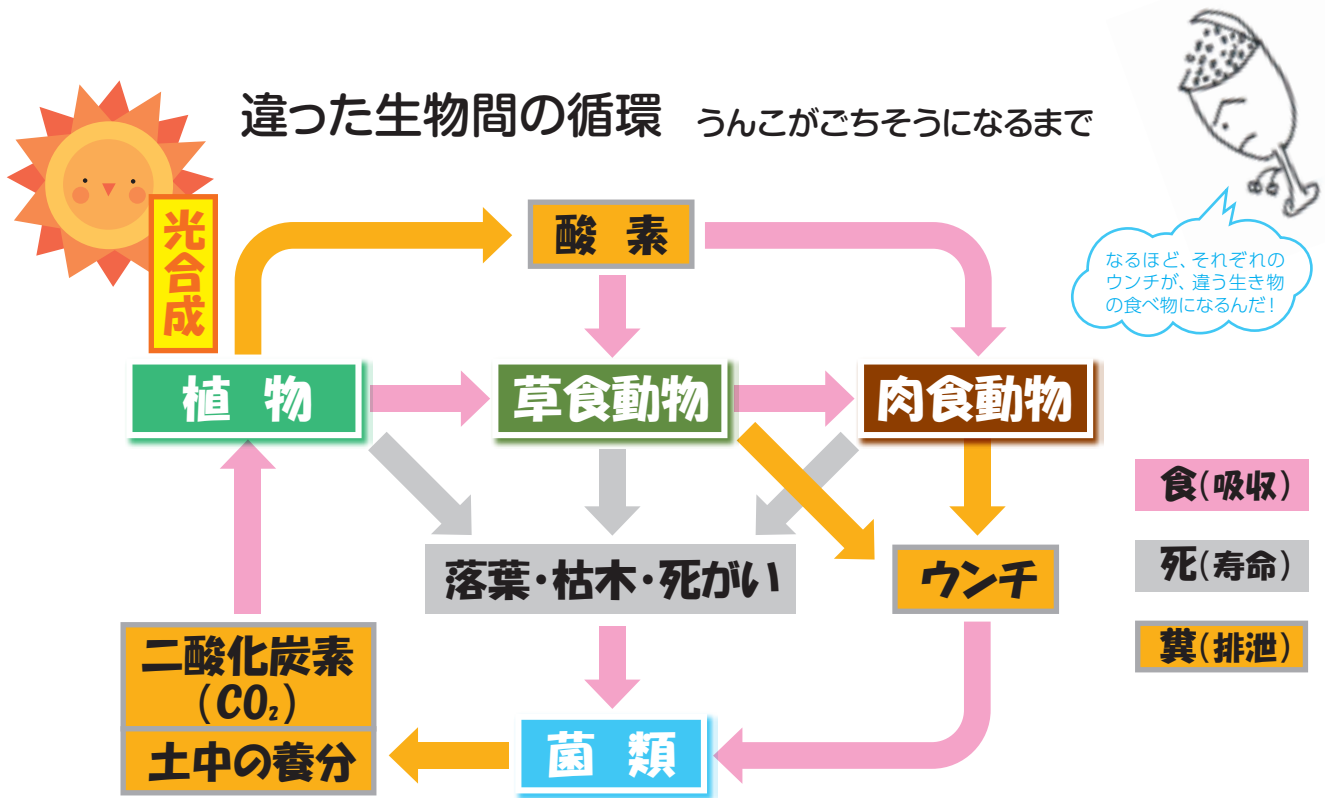 違った生物間の循環 うんこがごちそうになるまで
なるほど、それぞれの
ウンチが、違う生き物
の食べ物になるんだ!
光合成
酸 素
植 物
草食動物
肉食動物
食(吸収)
死(寿命)
糞(排泄)
落葉・枯木・死がい
ウンチ
二酸化炭素
(CO₂)
土中の養分
菌 類